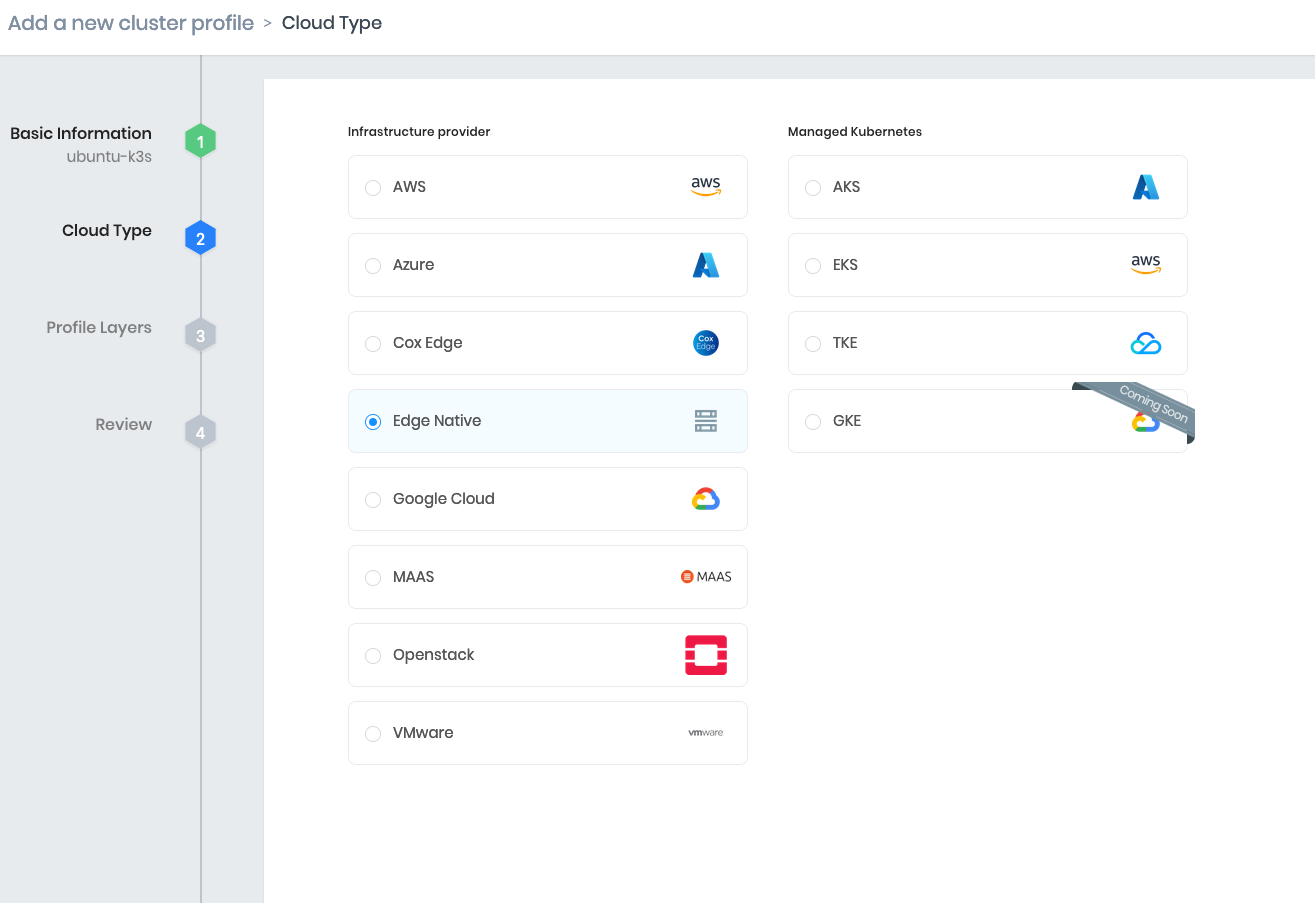 Add a new cluster profile > Cloud Type
Basic Information
ubuntu-k3s
1
Cloud Type
2
Profile Layers
3
Review
4
Infrastructure provider
AWS
aws
Azure
Cox Edge
Cox
Edge
Edge Native
Google Cloud
MAAS
MAAS
Openstack
VMware
vmware
Managed Kubernetes
AKS
EKS
aws
TKE
GKE
Coming Soon